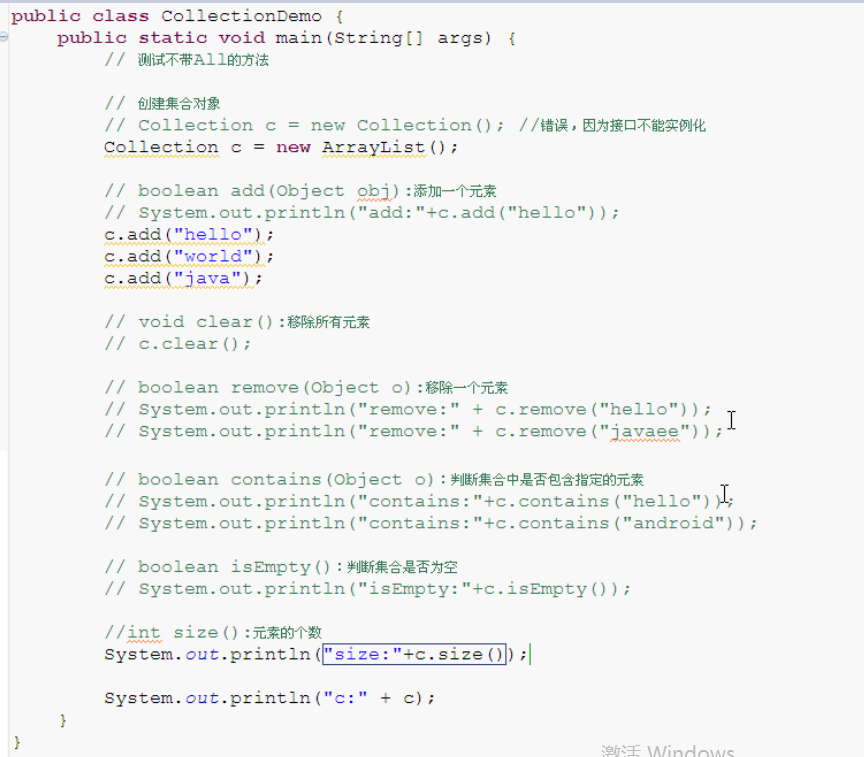 public class CollectionDemo {
public static void main(String[] args) {
// 测试不带All的方法
// 创建集合对象
// Collection c = new Collection(); //错误，因为接口不能实例化
Collection c = new ArrayList();
// boolean add(Object obj):添加一个元素
// System.out.println("add:"+c.add("hello"));
c.add("hello");
c.add("world");
c.add("java");
// void clear():移除所有元素
// c.clear();
// boolean remove(Object o):移除一个元素
// System.out.println("remove:" + c.remove("hello"));
// System.out.println("remove:" + c.remove("javaee"));
// boolean contains(Object o)：判断集合中是否包含指定的元素
// System.out.println("contains:"+c.contains("hello"));
// System.out.println("contains:"+c.contains("android"));
// boolean isEmpty()：判断集合是否为空
// System.out.println("isEmpty:"+c.isEmpty());
//int size():元素的个数
System.out.println("size:"+c.size());
System.out.println("c:" + c);
}
}
激活 Windows